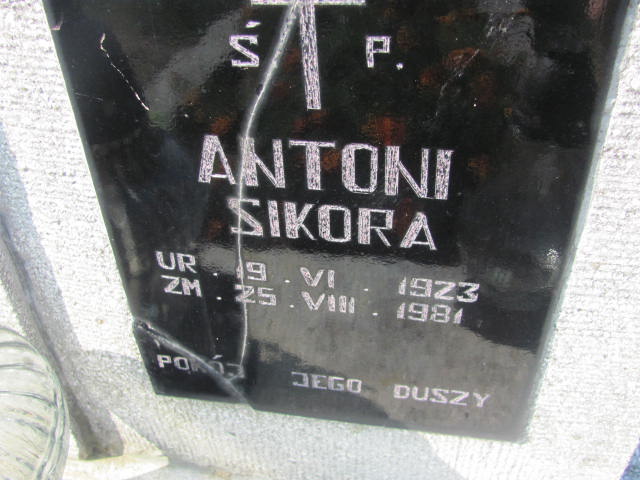 Ś P.
ANTONI
SIKORA
UR. 19. VI. 1923
ZM. 25. VIII. 1981
POKÓJ JEGO DUSZY